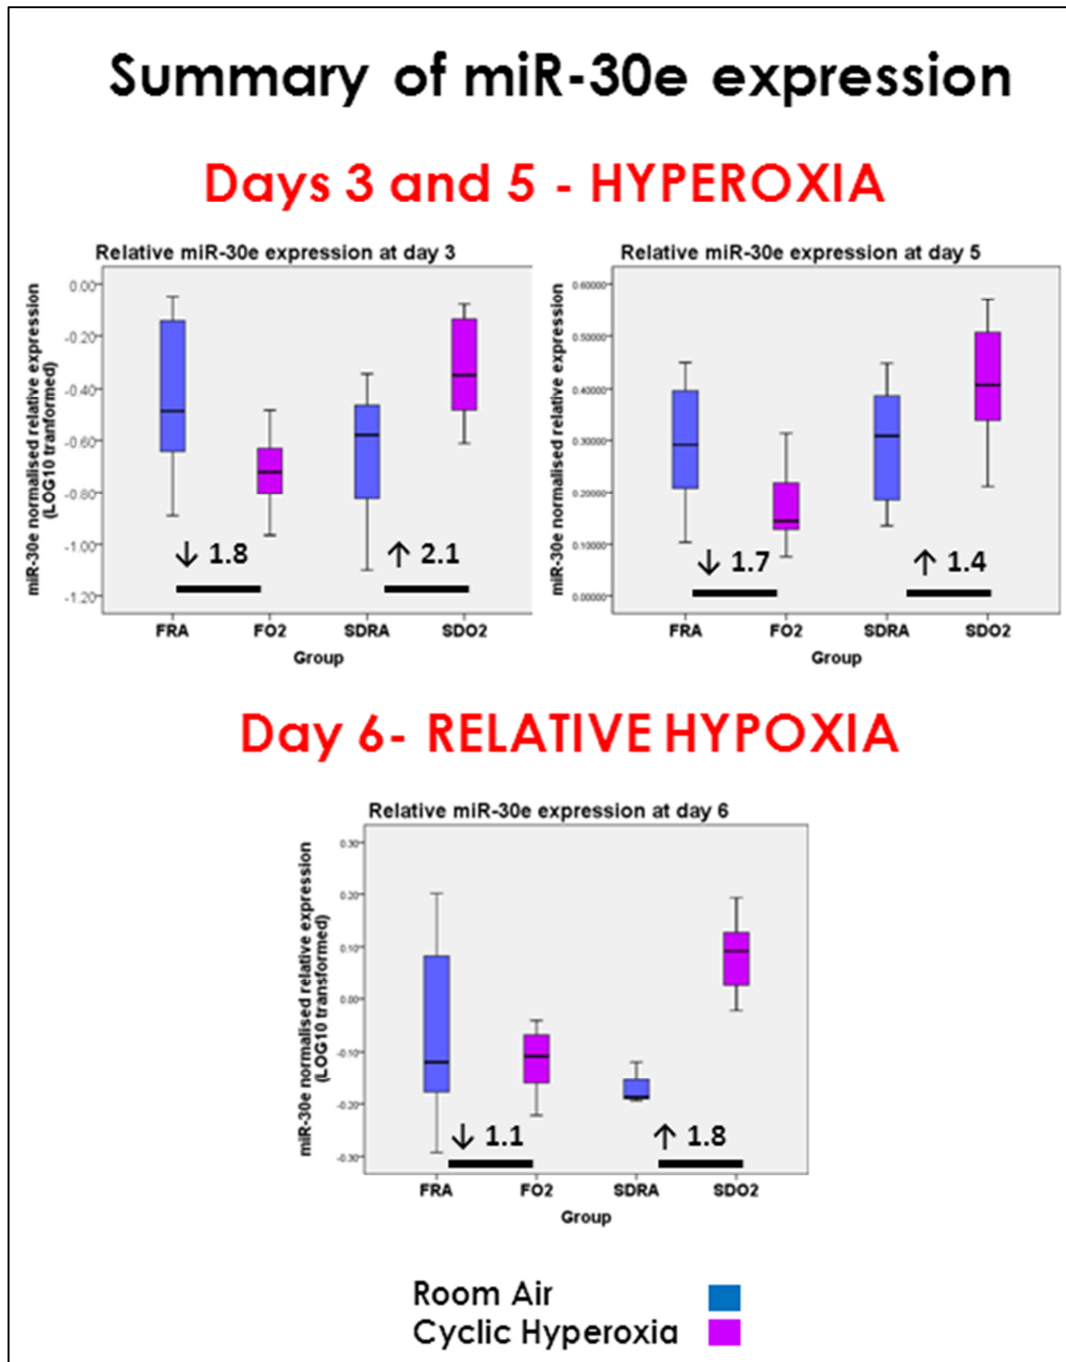 Summary of miR-30e expression
Days 3 and 5 - HYPEROXIA
Relative miR-30e expression at day 3
miR-30e normalised relative expression
(LOG10 tranformed)
0.00
-0.20
-0.40
-0.60
-0.80
-1.00
-1.20
↓ 1.8
↑ 2.1
FRA FO2 SDRA SDO2
Group
Relative miR-30e expression at day 5
miR-30e normalised relative expression
0.60000
0.50000
0.40000
0.30000
0.20000
0.10000
0.00000
↓ 1.7
↑ 1.4
FRA FO2 SDRA SDO2
Group
Day 6- RELATIVE HYPOXIA
Relative miR-30e expression at day 6
miR-30e normalised relative expression
(LOG10 transformed)
0.30
0.20
0.10
0.00
-0.10
-0.20
-0.30
↓ 1.1
↑ 1.8
FRA FO2 SDRA SDO2
Group
Room Air
Cyclic Hyperoxia